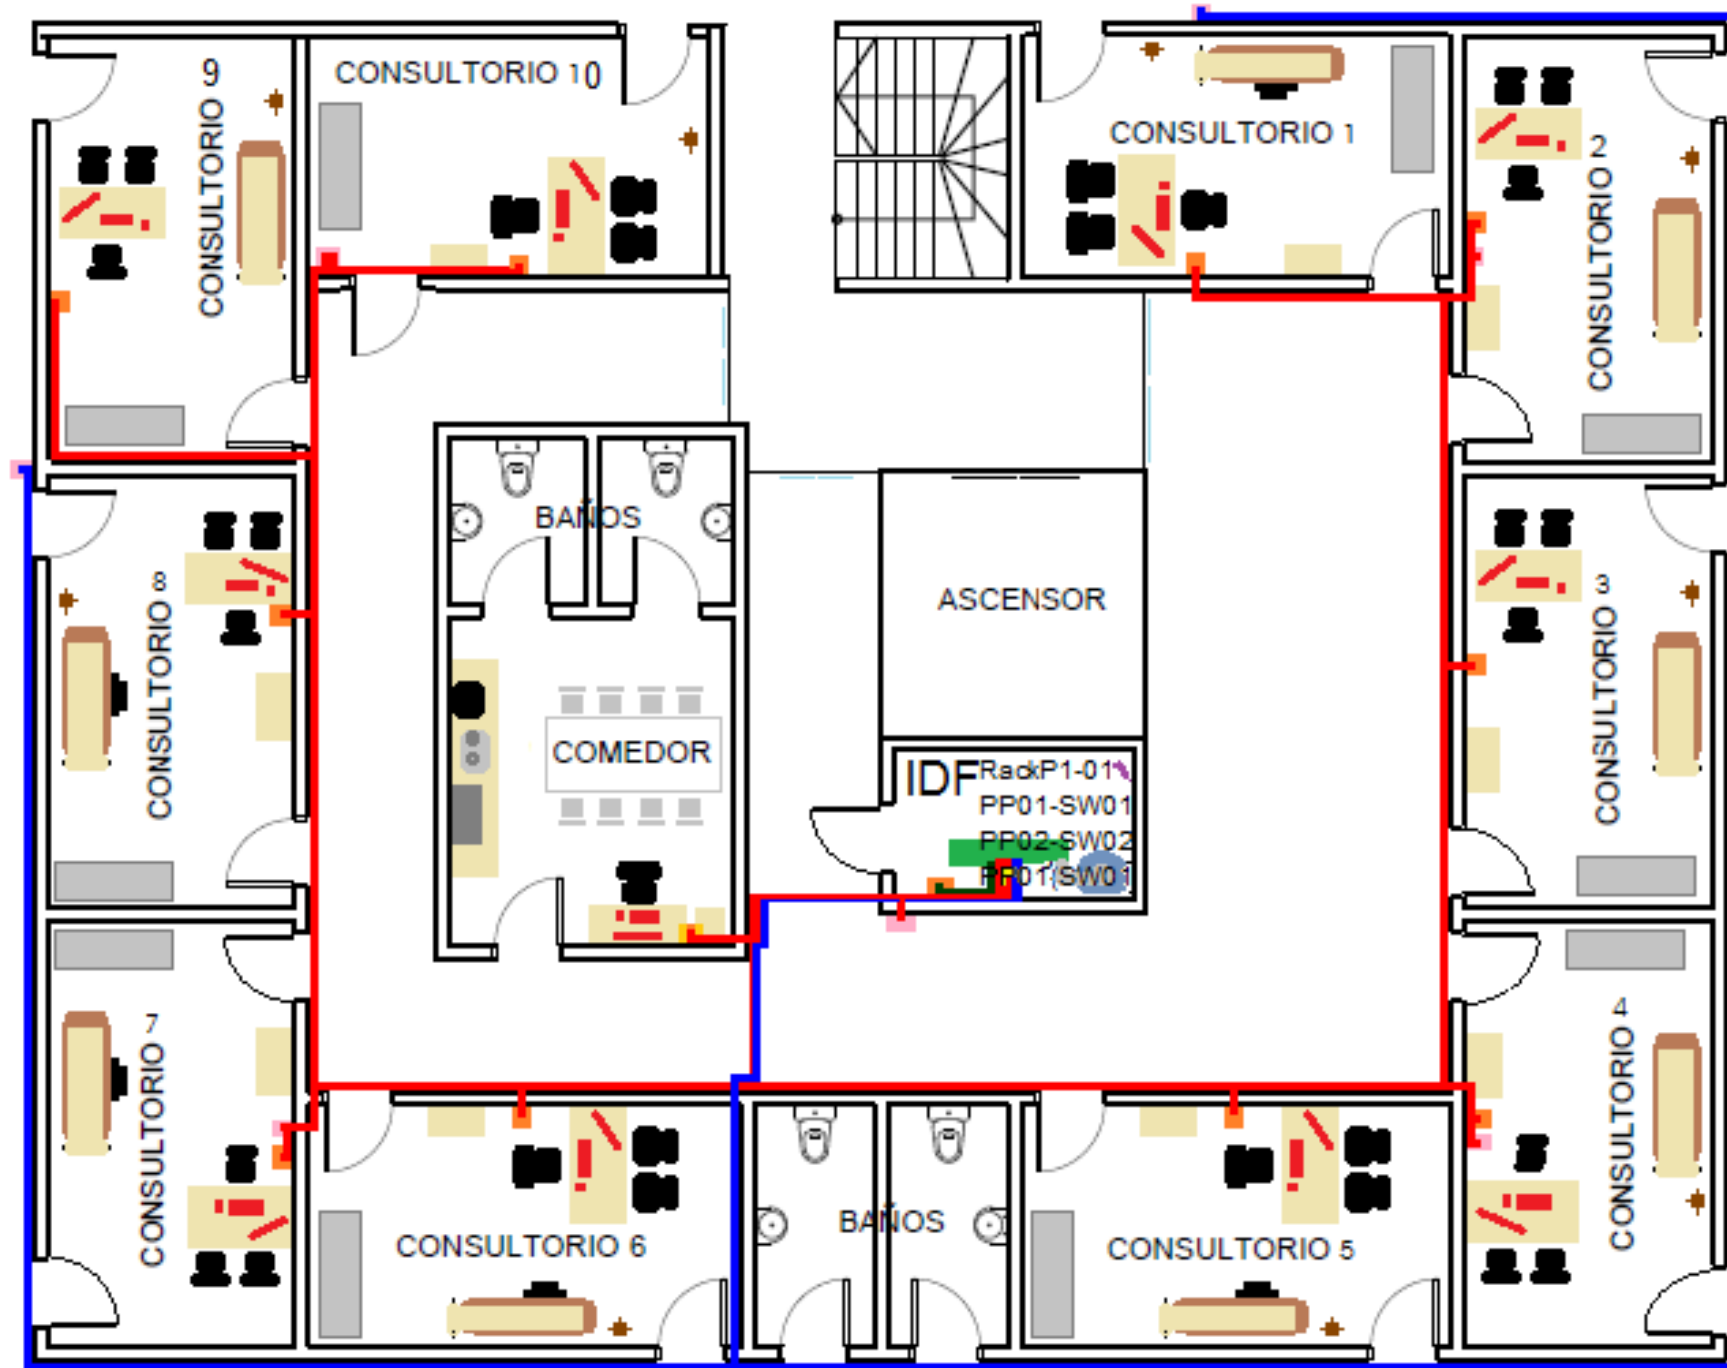 CONSULTORIO 9
CONSULTORIO 10
CONSULTORIO 1
CONSULTORIO 2
BAÑOS
ASCENSOR
CONSULTORIO 8
CONSULTORIO 3
COMEDOR
IDF
RackP1-01
PP01-SW01
PP02-SW02
PP01-SW01
CONSULTORIO 7
CONSULTORIO 4
CONSULTORIO 6
BAÑOS
CONSULTORIO 5